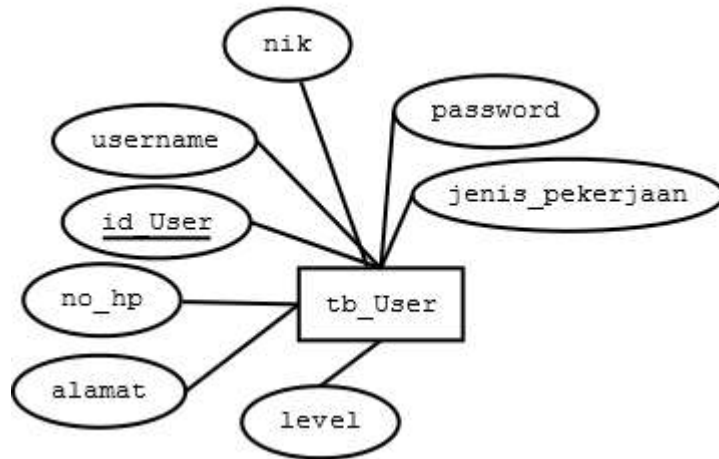 nik
password
username
jenis_pekerjaan
id_User
no_hp
tb_User
alamat
level